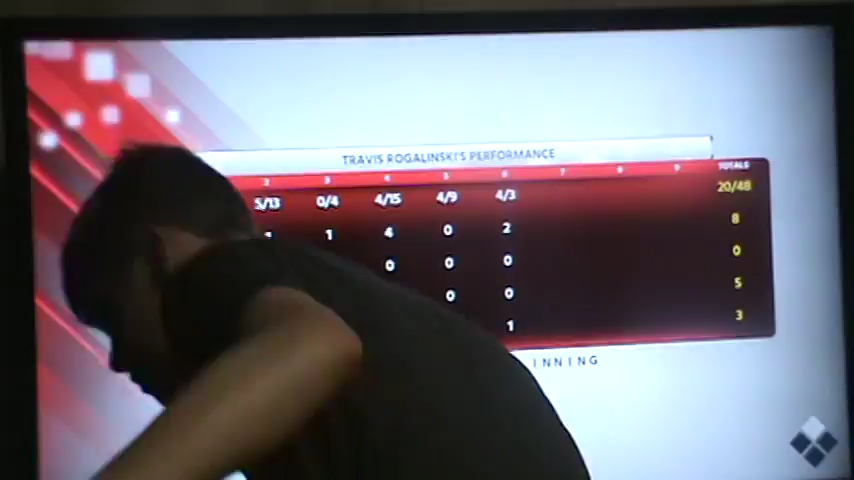 TRAVIS ROGALINSKI'S PERFORMANCE
2 3 4 5 6 7 8 9 TOTALS
5/13 0/4 4/15 4/9 4/3 20/48
1 1 4 0 2 8
0 0 0 0
0 0 5
1 3
INNING